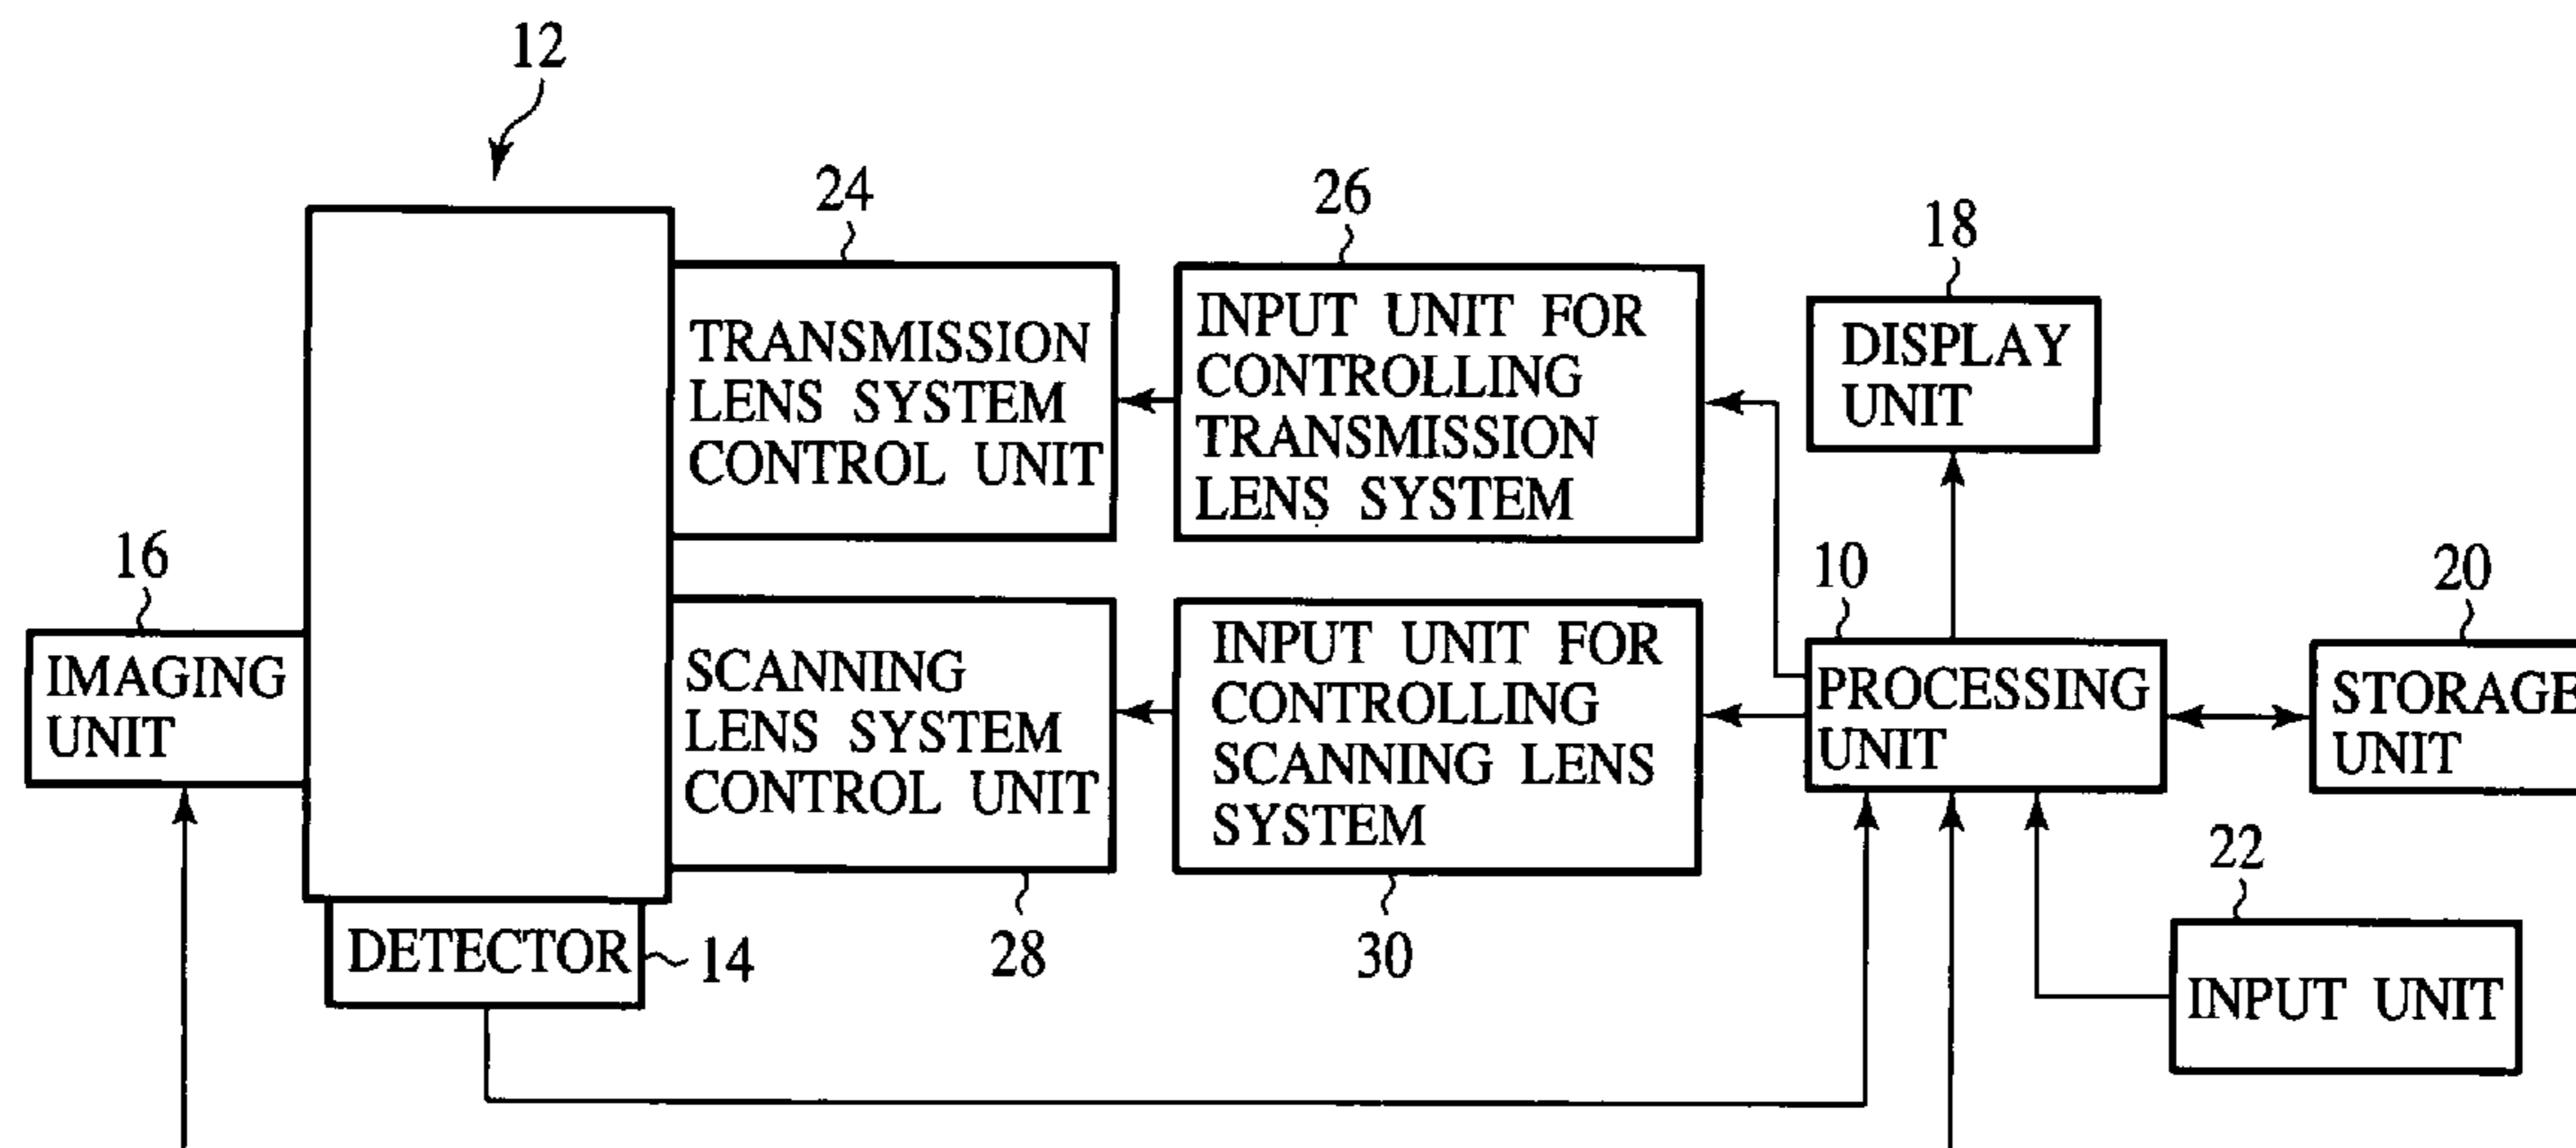 12
24
26
18
TRANSMISSION
LENS SYSTEM
CONTROL UNIT
INPUT UNIT FOR
CONTROLLING
TRANSMISSION
LENS SYSTEM
DISPLAY
UNIT
16
10
20
IMAGING
UNIT
SCANNING
LENS SYSTEM
CONTROL UNIT
INPUT UNIT FOR
CONTROLLING
SCANNING LENS
SYSTEM
PROCESSING
UNIT
STORAGE
UNIT
22
DETECTOR
14
28
30
INPUT UNIT